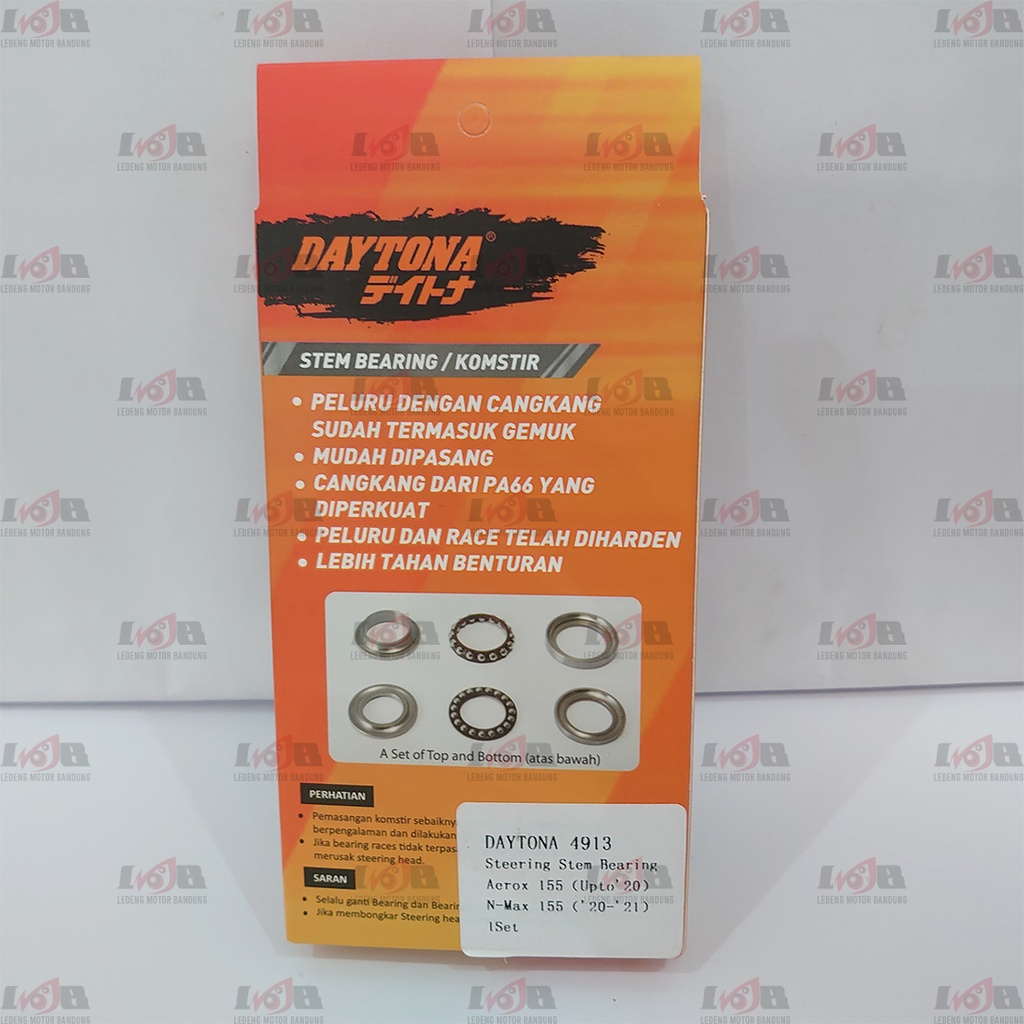 DAYTONA®
デイトナ
STEM BEARING / KOMSTIR
• PELURU DENGAN CANGKANG
SUDAH TERMASUK GEMUK
• MUDAH DIPASANG
• CANGKANG DARI PA66 YANG
DIPERKUAT
• PELURU DAN RACE TELAH DIHARDEN
• LEBIH TAHAN BENTURAN
A Set of Top and Bottom (atas bawah)
PERHATIAN
• Pemasangan komstir sebaikny
berpengalaman dan dilakukan
• Jika bearing races tidak terpas
merusak steering head.
SARAN
• Selalu ganti Bearing dan Bearin
• Jika membongkar Steering hea
DAYTONA 4913
Steering Stem Bearing
Aerox 155 (Upto'20)
N-Max 155 ('20-'21)
1Set
LEDENG MOTOR BANDUNG